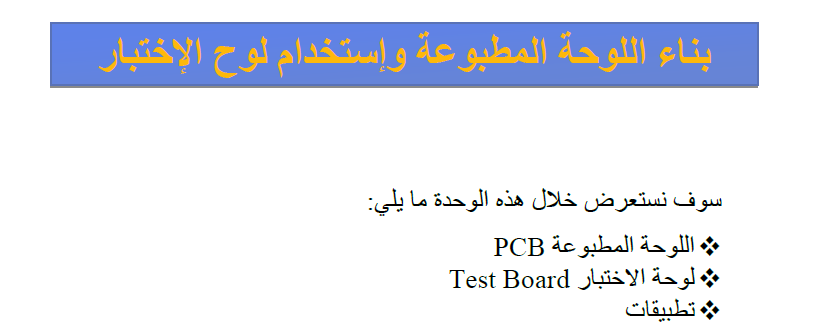 بناء اللوحة المطبوعة وإستخدام لوح الإختبار
سوف نستعرض خلال هذه الوحدة ما يلي:
❖ اللوحة المطبوعة PCB
❖ لوحة الاختبار Test Board
❖ تطبيقات